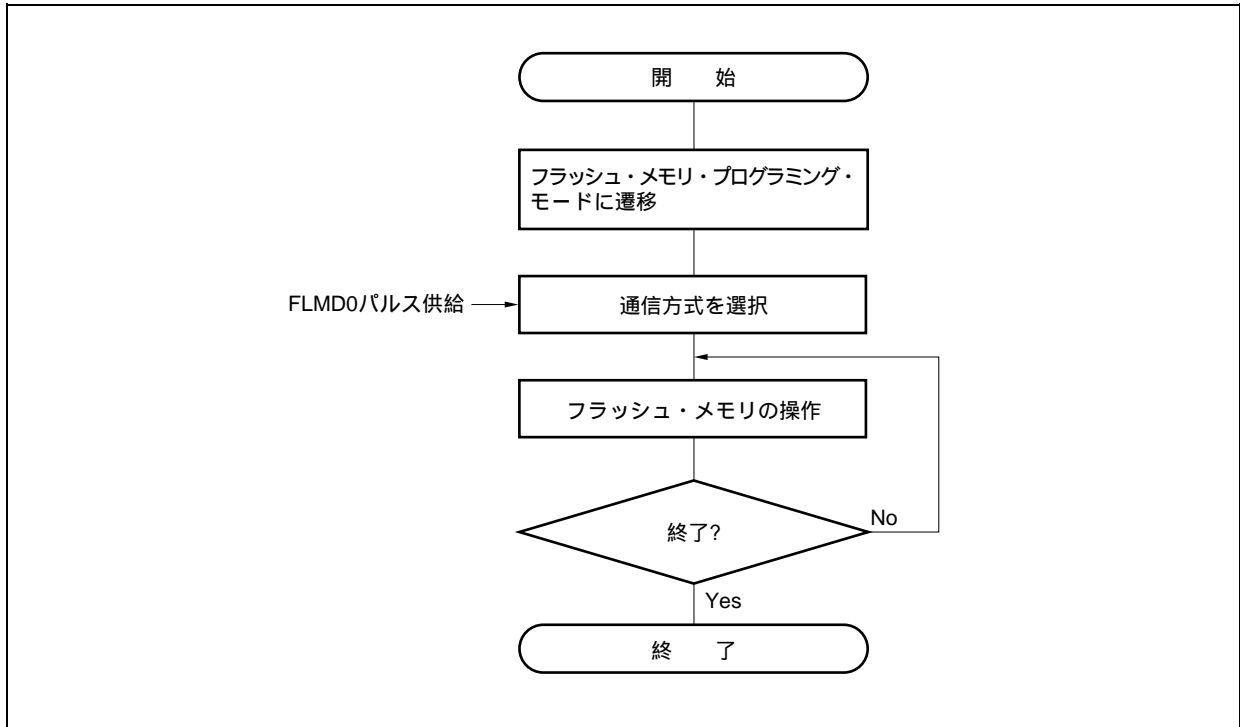 開 始
フラッシュ・メモリ・プログラミング・
モードに遷移
FLMD0パルス供給
通信方式を選択
フラッシュ・メモリの操作
終了?
No
Yes
終 了